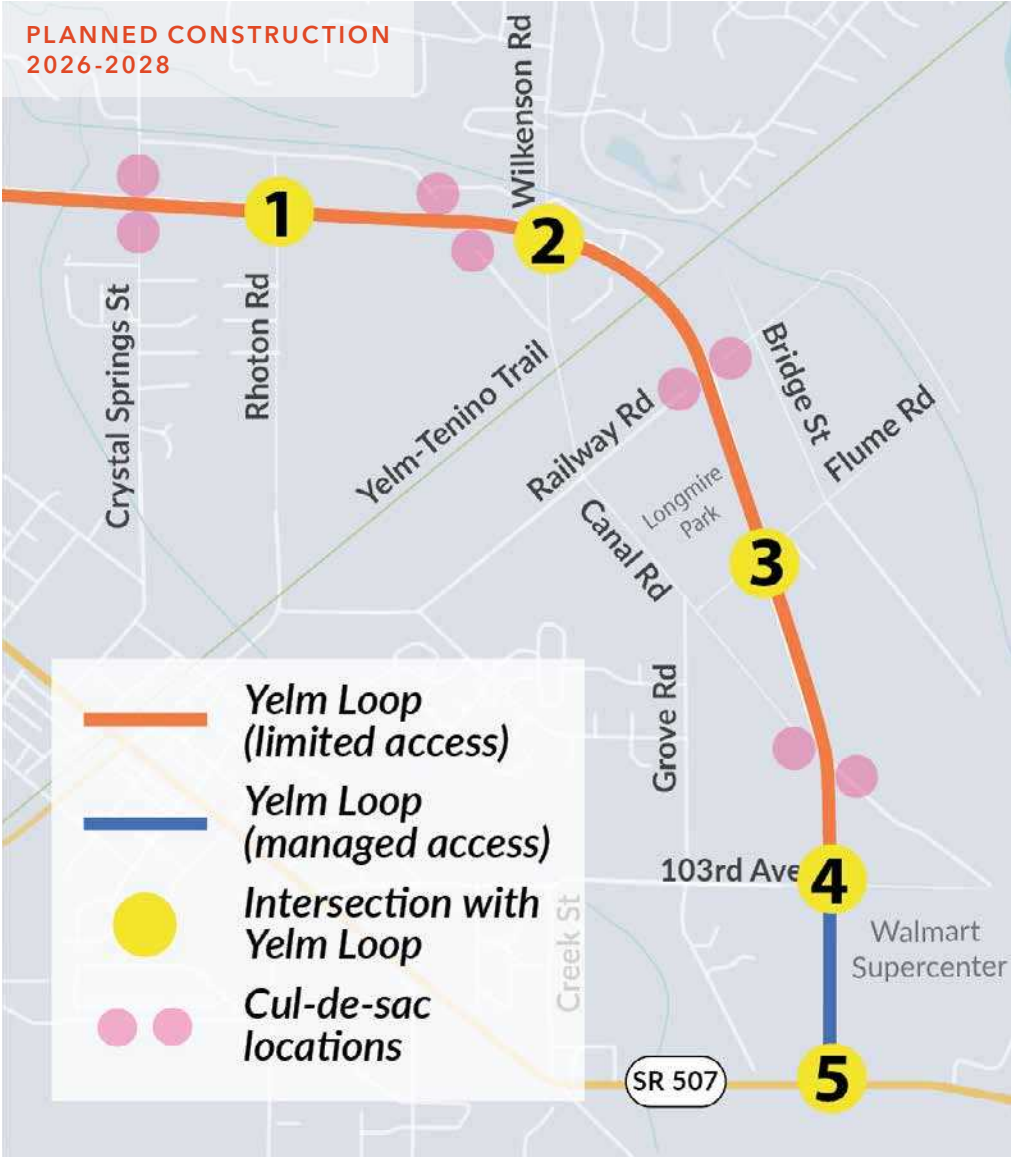 PLANNED CONSTRUCTION
2026-2028
Wilkenson Rd
1
2
Crystal Springs St
Rhoton Rd
Yelm-Tenino Trail
Railway Rd
Bridge St
Flume Rd
Longmire
Park
Canal Rd
3
Grove Rd
103rd Ave
4
Walmart
Supercenter
Creek St
SR 507
5
Yelm Loop
(limited access)
Yelm Loop
(managed access)
Intersection with
Yelm Loop
Cul-de-sac
locations